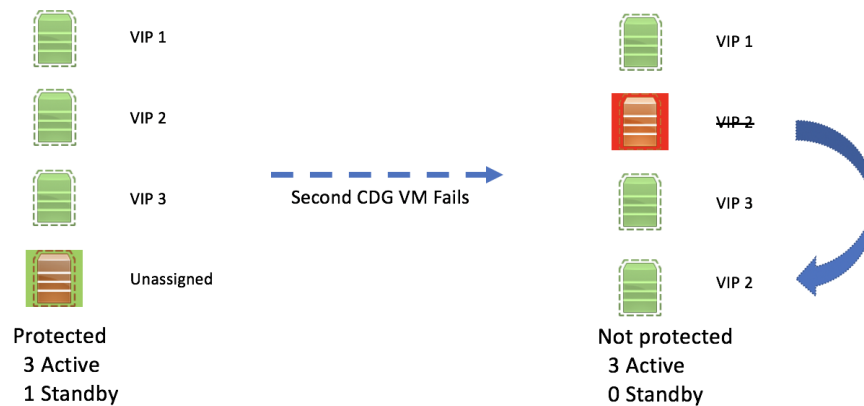 VIP 1
VIP 2
VIP 3
Unassigned
Protected
3 Active
1 Standby
Second CDG VM Fails
VIP 1
VIP 2
VIP 3
VIP 2
Not protected
3 Active
0 Standby